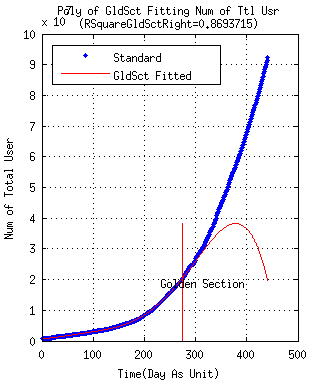 Poly of GldSct Fitting Num of Ttl Usr
x 10^7
(RSquareGldSctRight=0.8693715)
10
9
8
7
6
5
4
3
2
1
0
Standard
GldSct Fitted
Golden Section
Num of Total User
0 100 200 300 400 500
Time(Day As Unit)